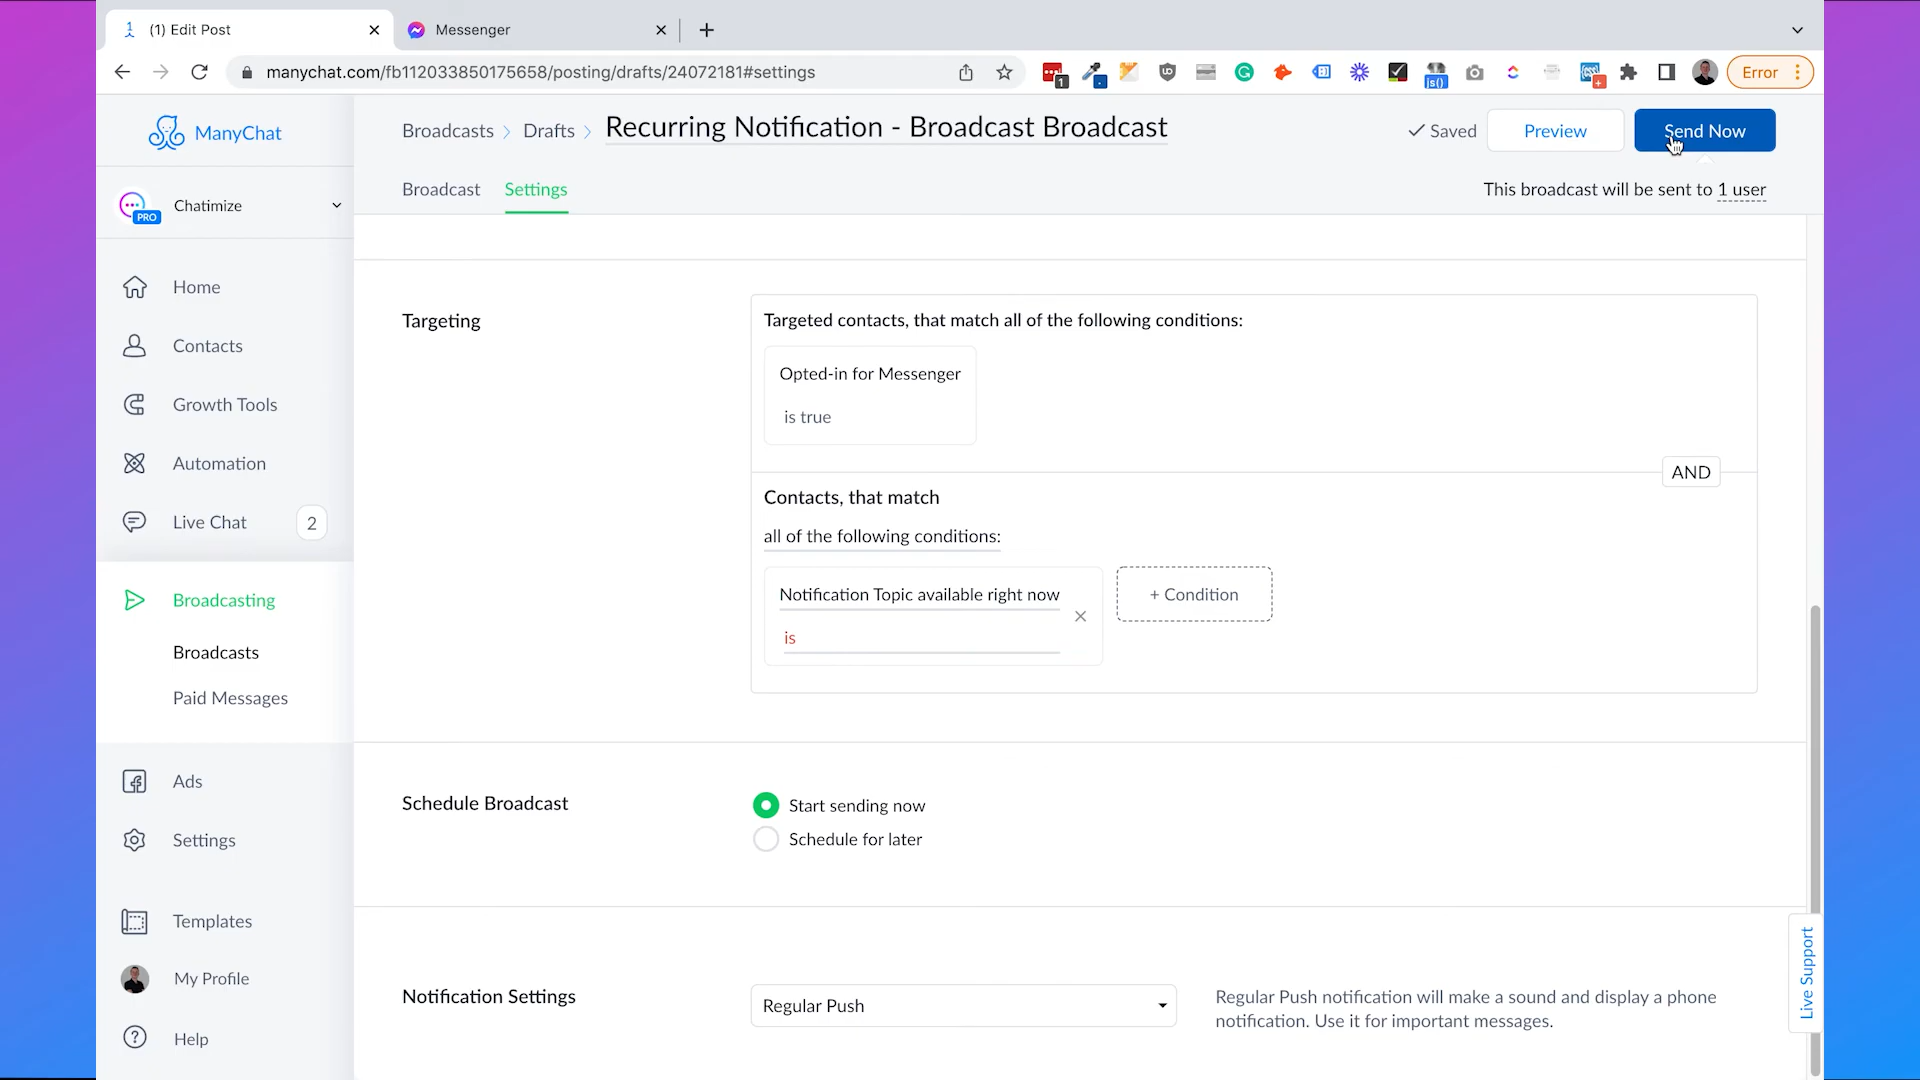 (1) Edit Post
Messenger
manychat.com/fb112033850175658/posting/drafts/24072181#settings
1
js()
Error
ManyChat
Broadcasts
Drafts
Recurring Notification - Broadcast Broadcast
Saved
Preview
Send Now
PRO
Chatimize
Broadcast
Settings
This broadcast will be sent to 1 user
Home
Contacts
Growth Tools
Automation
Live Chat
2
Broadcasting
Broadcasts
Paid Messages
Ads
Settings
Templates
My Profile
Help
Targeting
Targeted contacts, that match all of the following conditions:
Opted-in for Messenger
is true
AND
Contacts, that match
all of the following conditions:
Notification Topic available right now
is
+ Condition
Schedule Broadcast
Start sending now
Schedule for later
Notification Settings
Regular Push
Regular Push notification will make a sound and display a phone
notification. Use it for important messages.
Live Support